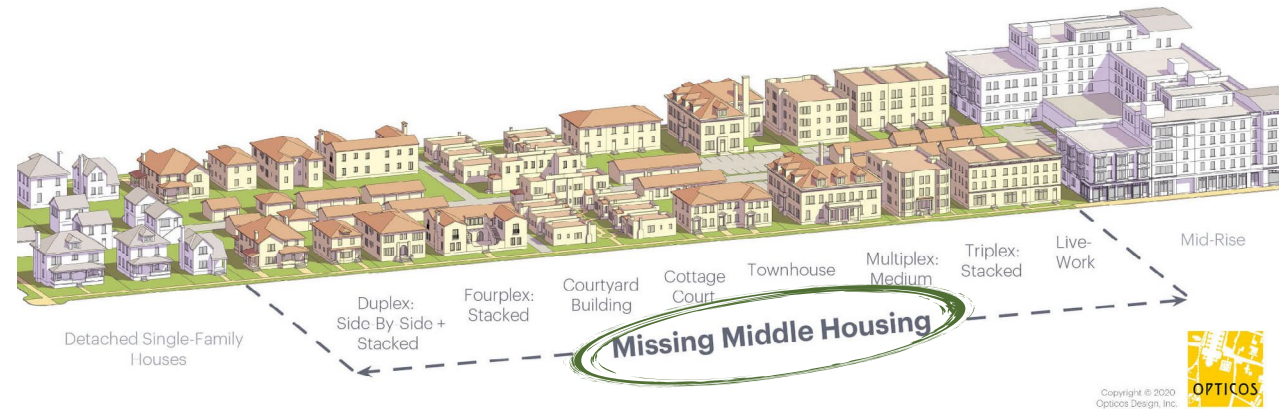 Detached Single-Family
Houses
Duplex:
Side By Side +
Stacked
Fourplex:
Stacked
Courtyard
Building
Cottage
Court
Townhouse
Multiplex:
Medium
Triplex:
Stacked
Live-
Work
Mid-Rise
Missing Middle Housing
Copyright © 2020
Opticos Design, Inc.
OPTICOS